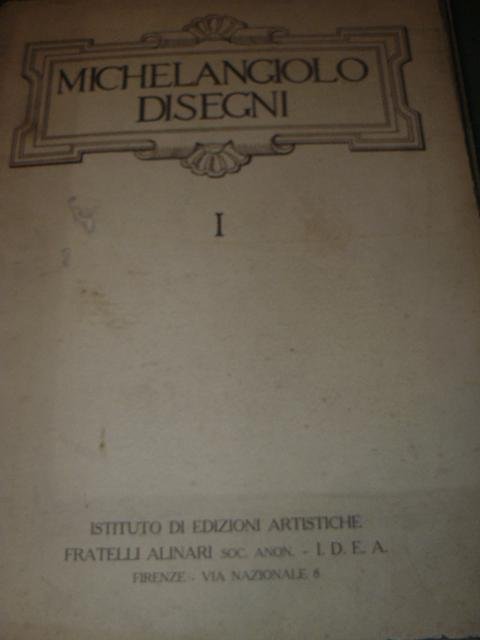 MICHELANGIOLO
DISEGNI
I
ISTITUTO DI EDIZIONI ARTISTICHE
FRATELLI ALINARI SOC. ANON. - I. D. E. A.
FIRENZE - VIA NAZIONALE 8